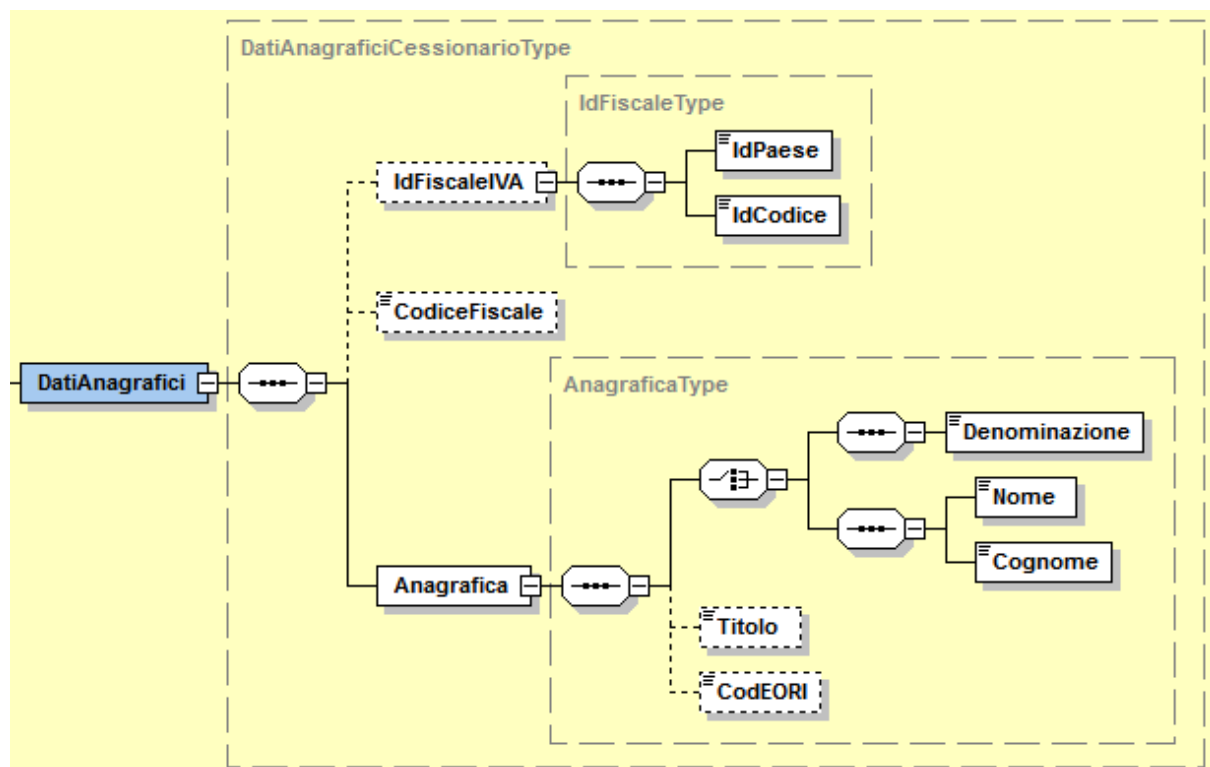 DatiAnagraficiCessionarioType
IdFiscaleType
IdPaese
IdFiscaleIVA
IdCodice
CodiceFiscale
DatiAnagrafici
AnagraficaType
Denominazione
Nome
Cognome
Anagrafica
Titolo
CodEORI